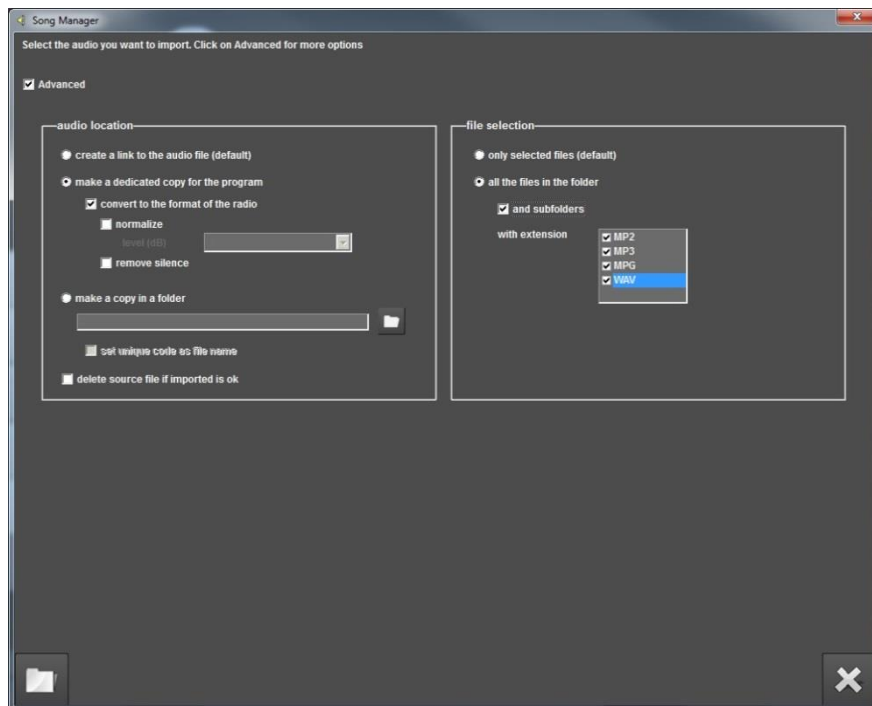 Song Manager
Select the audio you want to import. Click on Advanced for more options
Advanced
audio location
create a link to the audio file (default)
make a dedicated copy for the program
convert to the format of the radio
normalize
level (dB)
remove silence
make a copy in a folder
set unique code as file name
delete source file if imported is ok
file selection
only selected files (default)
all the files in the folder
and subfolders
with extension
MP2
MP3
MPG
WAV